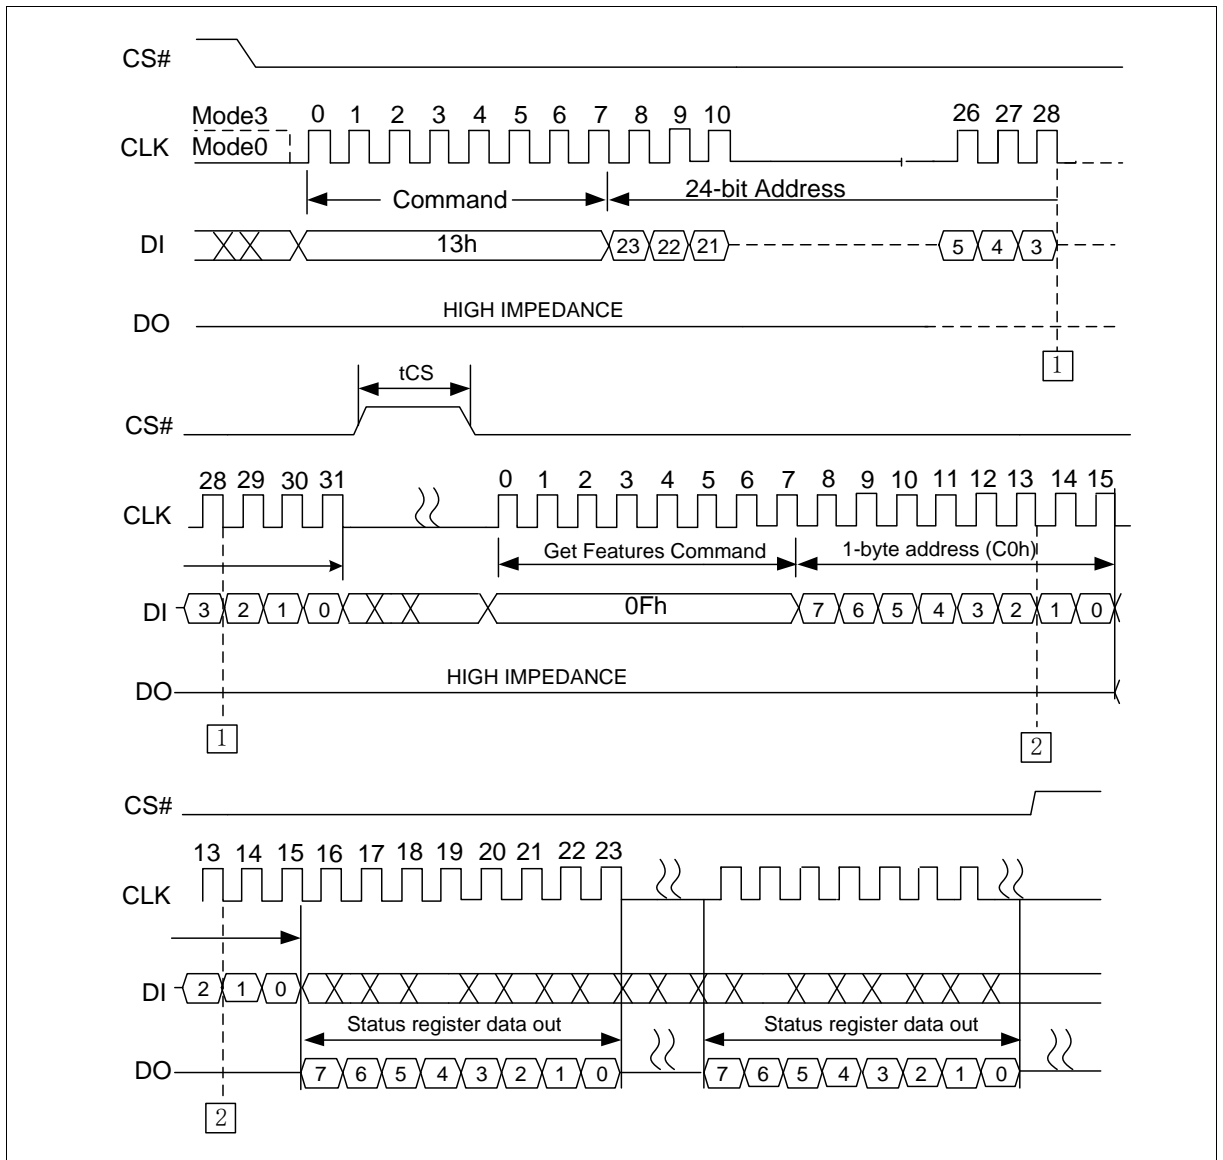 CS#
Mode3 0 1 2 3 4 5 6 7 8 9 10 26 27 28
CLK Mode0
Command 24-bit Address
DI 13h 23 22 21 5 4 3
HIGH IMPEDANCE
DO
1
tCS
CS#
28 29 30 31 0 1 2 3 4 5 6 7 8 9 10 11 12 13 14 15
CLK
Get Features Command 1-byte address (C0h)
DI 3 2 1 0 0Fh 7 6 5 4 3 2 1 0
HIGH IMPEDANCE
DO
1 2
CS#
13 14 15 16 17 18 19 20 21 22 23
CLK
DI 2 1 0
Status register data out Status register data out
DO 7 6 5 4 3 2 1 0 7 6 5 4 3 2 1 0
2